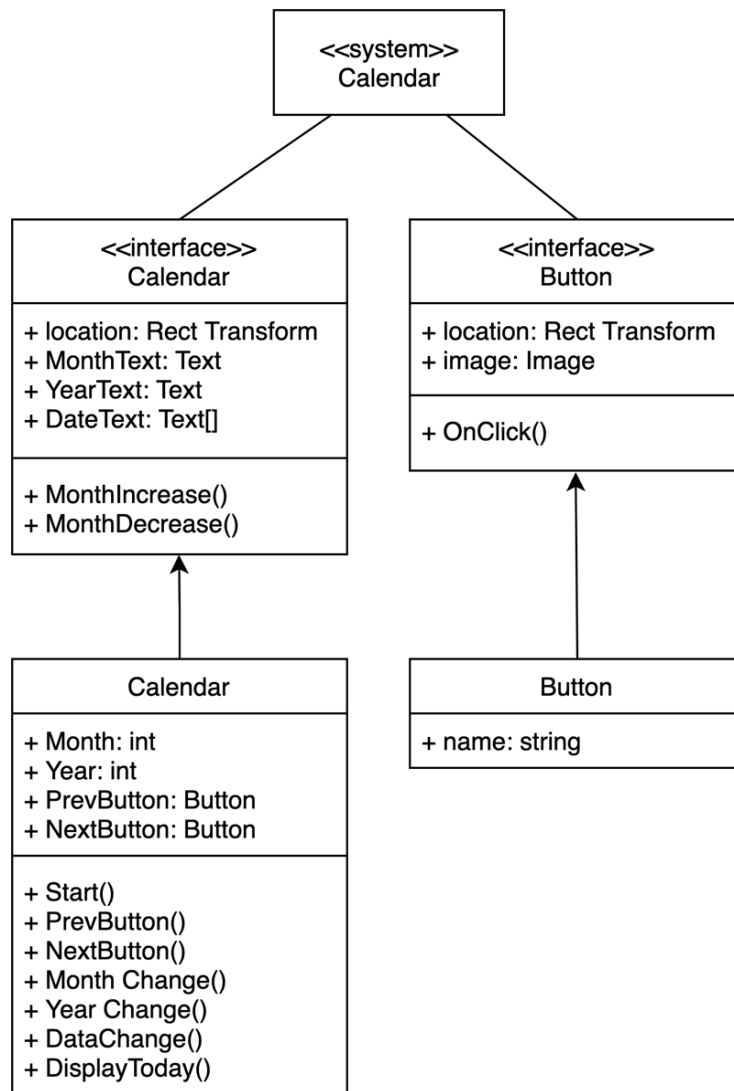 <<system>>
Calendar
<<interface>>
Calendar
+ location: Rect Transform
+ MonthText: Text
+ YearText: Text
+ DateText: Text[]
+ MonthIncrease()
+ MonthDecrease()
<<interface>>
Button
+ location: Rect Transform
+ image: Image
+ OnClick()
Calendar
+ Month: int
+ Year: int
+ PrevButton: Button
+ NextButton: Button
+ Start()
+ PrevButton()
+ NextButton()
+ Month Change()
+ Year Change()
+ DataChange()
+ DisplayToday()
Button
+ name: string